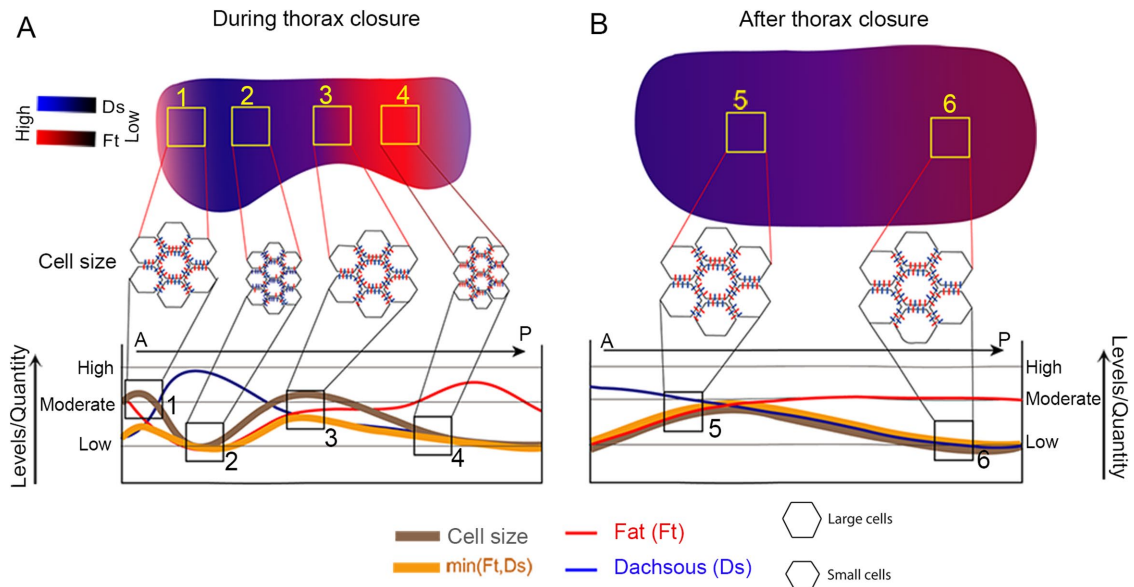 A
During thorax closure
B
After thorax closure
High
Ds
Ft
Low
1
2
3
4
5
6
Cell size
A
P
Levels/Quantity
High
Moderate
Low
1
2
3
4
A
P
High
Moderate
Low
Levels/Quantity
5
6
Cell size
min(Ft,Ds)
Fat (Ft)
Dachsous (Ds)
Large cells
Small cells